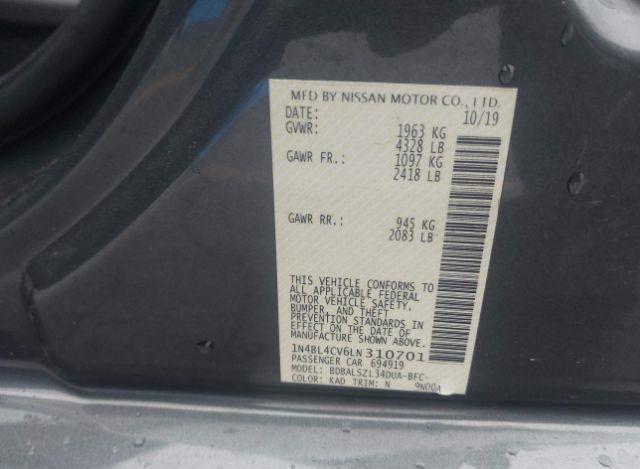 MFD BY NISSAN MOTOR CO., LTD.
DATE: 10/19
GVWR: 1963 KG
4328 LB
GAWR FR.: 1097 KG
2418 LB
GAWR RR.: 945 KG
2083 LB
THIS VEHICLE CONFORMS TO
ALL APPLICABLE FEDERAL
MOTOR VEHICLE SAFETY,
BUMPER, AND THEFT
PREVENTION STANDARDS IN
EFFECT ON THE DATE OF
MANUFACTURE SHOWN ABOVE.
1N4BL4CV6LN310701
PASSENGER CAR 694919
MODEL: BDBALSZL34DUA-BFC-
COLOR: KAD TRIM: N 9N00A